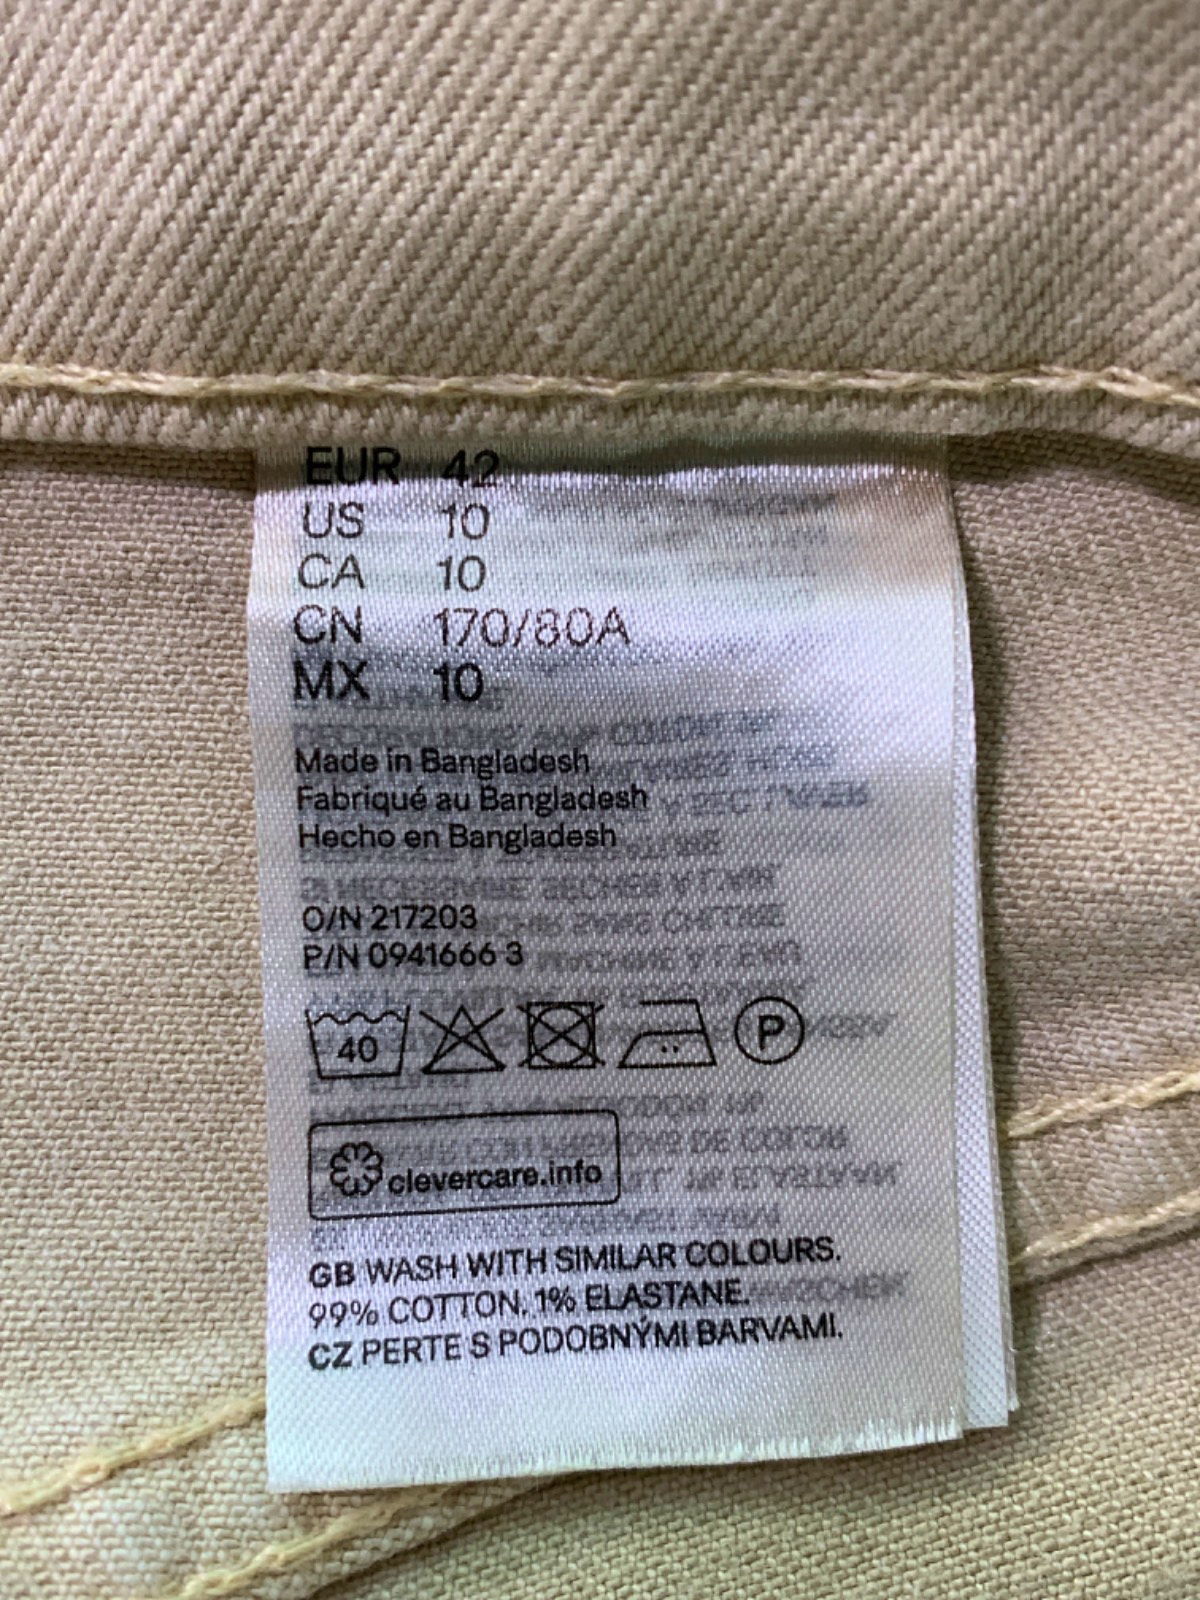 EUR 42
US 10
CA 10
CN 170/80A
MX 10
Made in Bangladesh
Fabriqué au Bangladesh
Hecho en Bangladesh
O/N 217203
P/N 0941666 3
40 P
clevercare.info
GB WASH WITH SIMILAR COLOURS.
99% COTTON. 1% ELASTANE.
CZ PERTE S PODOBNÝMI BARVAMI.